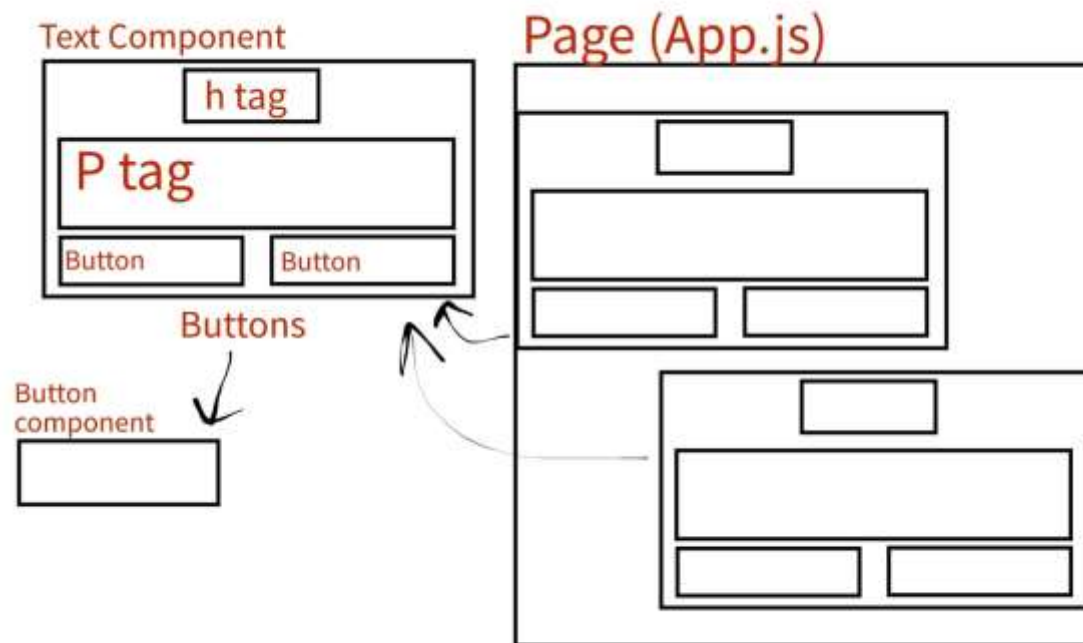 Text Component
h tag
P tag
Button
Button
Buttons
Button
component
Page (App.js)